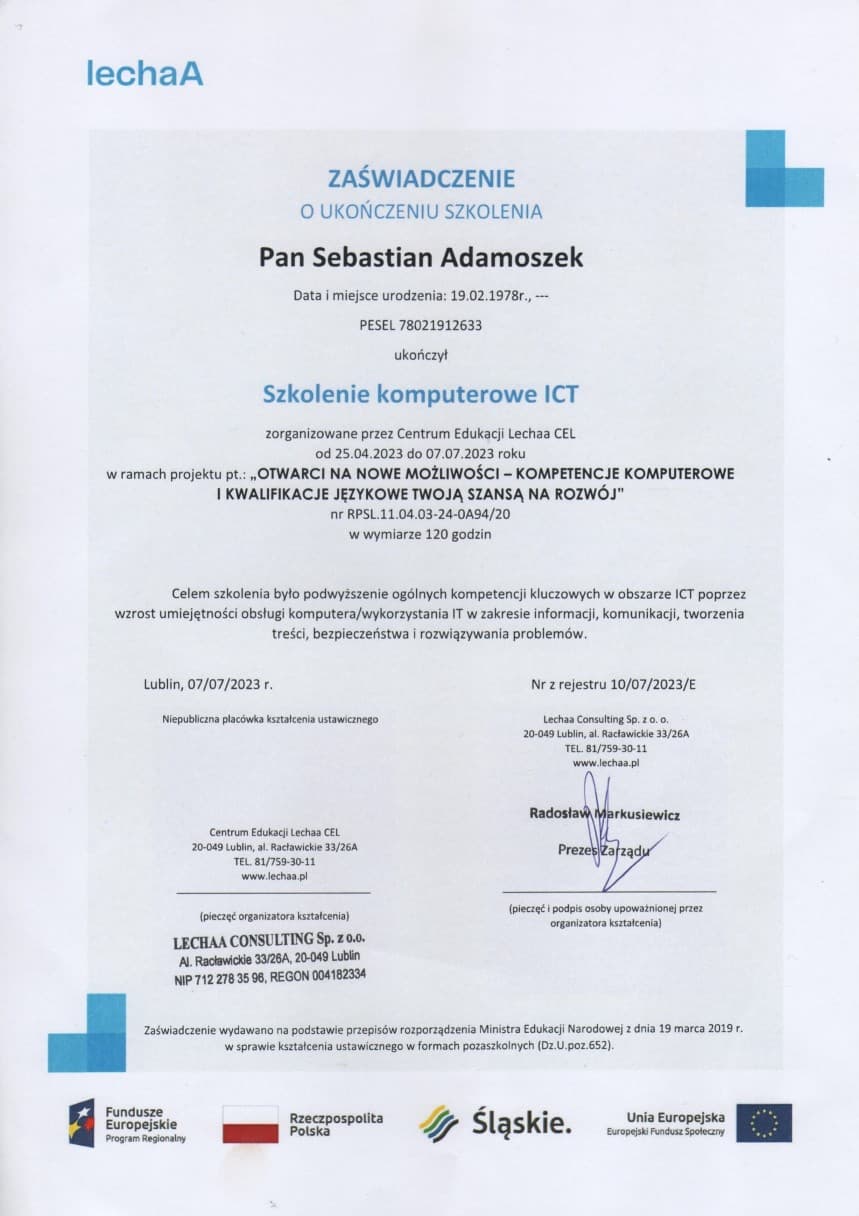 lechaA
ZAŚWIADCZENIE
O UKOŃCZENIU SZKOLENIA
Pan Sebastian Adamoszek
Data i miejsce urodzenia: 19.02.1978r., ---
PESEL 78021912633
ukończył
Szkolenie komputerowe ICT
zorganizowane przez Centrum Edukacji Lechaa CEL
od 25.04.2023 do 07.07.2023 roku
w ramach projektu pt.: „OTWARCI NA NOWE MOŻLIWOŚCI – KOMPETENCJE KOMPUTEROWE
I KWALIFIKACJE JĘZYKOWE TWOJĄ SZANSĄ NA ROZWÓJ"
nr RPSL.11.04.03-24-0A94/20
w wymiarze 120 godzin
Celem szkolenia było podwyższenie ogólnych kompetencji kluczowych w obszarze ICT poprzez
wzrost umiejętności obsługi komputera/wykorzystania IT w zakresie informacji, komunikacji, tworzenia
treści, bezpieczeństwa i rozwiązywania problemów.
Lublin, 07/07/2023 r.
Nr z rejestru 10/07/2023/E
Niepubliczna placówka kształcenia ustawicznego
Centrum Edukacji Lechaa CEL
20-049 Lublin, al. Racławickie 33/26A
TEL. 81/759-30-11
www.lechaa.pl
(pieczęć organizatora kształcenia)
LECHAA CONSULTING Sp. z o.o.
Al. Racławickie 33/26A, 20-049 Lublin
NIP 712 278 35 96, REGON 004182334
Lechaa Consulting Sp. z o. o.
20-049 Lublin, al. Racławickie 33/26A
TEL. 81/759-30-11
www.lechaa.pl
Radosław Markusiewicz
Prezes Zarządu
(pieczęć i podpis osoby upoważnionej przez
organizatora kształcenia)
Zaświadczenie wydawano na podstawie przepisów rozporządzenia Ministra Edukacji Narodowej z dnia 19 marca 2019 r.
w sprawie kształcenia ustawicznego w formach pozaszkolnych (Dz.U.poz.652).
Fundusze
Europejskie
Program Regionalny
Rzeczpospolita
Polska
Śląskie.
Unia Europejska
Europejski Fundusz Społeczny